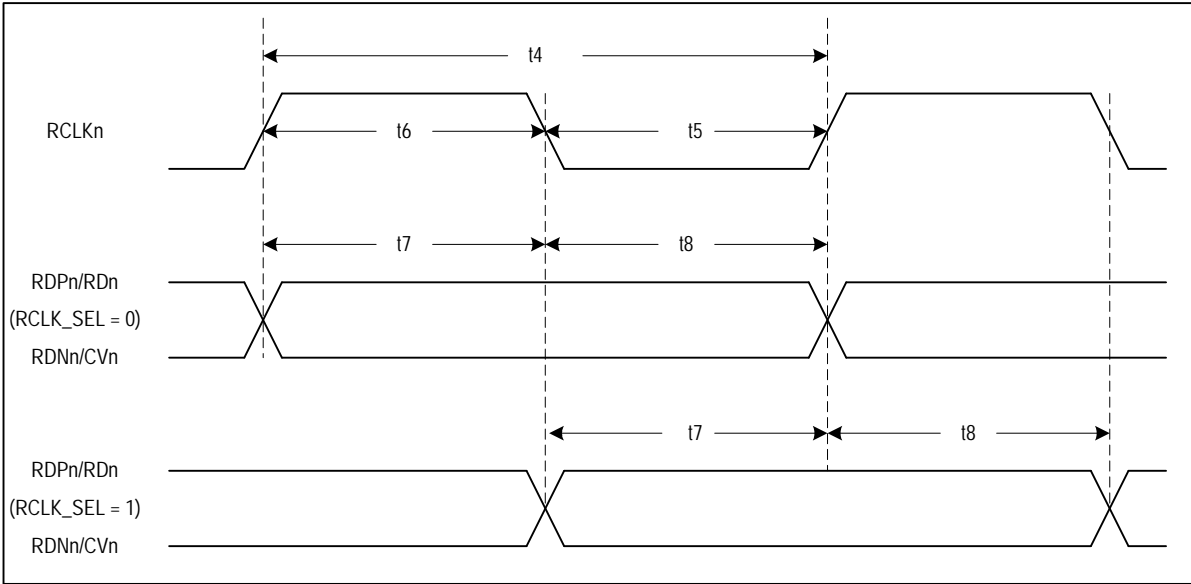 t4
RCLKn
t6
t5
t7
t8
RDPn/RDn
(RCLK_SEL = 0)
RDNn/CVn
t7
t8
RDPn/RDn
(RCLK_SEL = 1)
RDNn/CVn